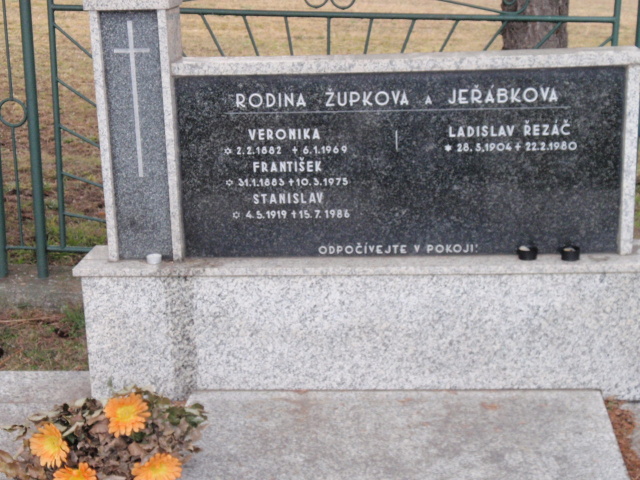 RODINA ŽUPKOVA A JEŘÁBKOVA
VERONIKA
✡ 2.2.1882 + 6.1.1969
FRANTIŠEK
✡ 31.1.1883 + 10.3.1975
STANISLAV
✡ 4.5.1919 + 15.7.1986
LADISLAV ŘEZÁČ
* 28.3.1904 + 22.2.1980
ODPOČÍVEJTE V POKOJI!